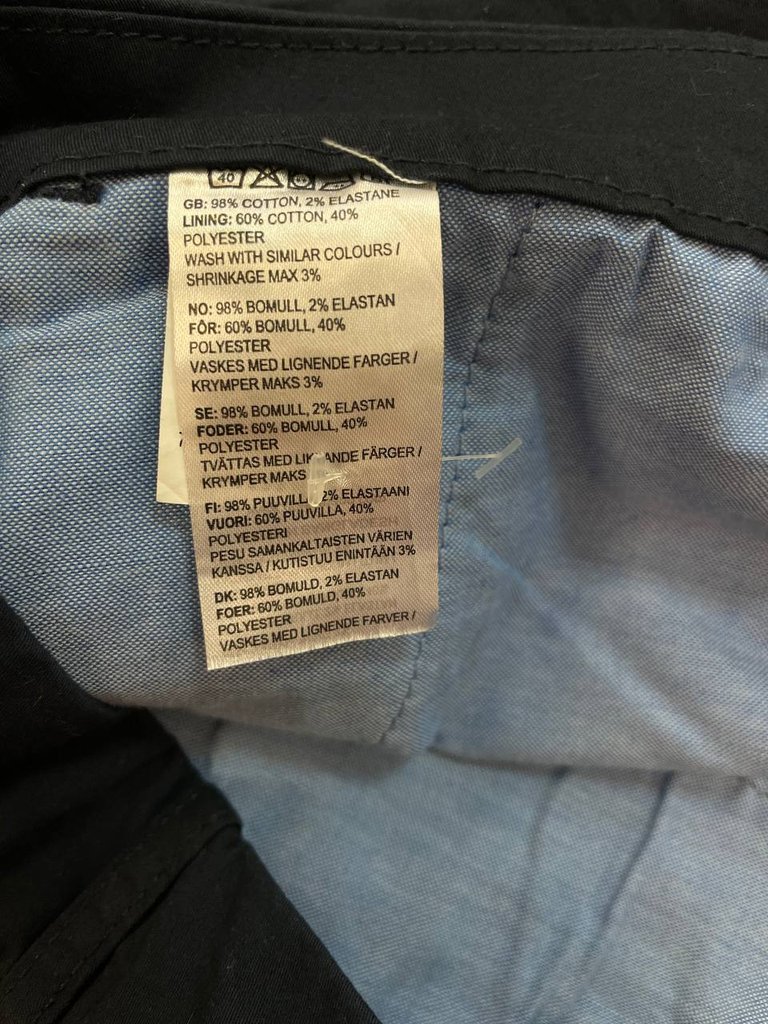 40
GB: 98% COTTON, 2% ELASTANE
LINING: 60% COTTON, 40%
POLYESTER
WASH WITH SIMILAR COLOURS /
SHRINKAGE MAX 3%
NO: 98% BOMULL, 2% ELASTAN
FÔR: 60% BOMULL, 40%
POLYESTER
VASKES MED LIGNENDE FARGER /
KRYMPER MAKS 3%
SE: 98% BOMULL, 2% ELASTAN
FODER: 60% BOMULL, 40%
POLYESTER
TVÄTTAS MED FÄRGER /
KRYMPER MAKS
FI: 98% 2% ELASTAANI
VUORI: 60% PUUVILLA, 40%
POLYESTERI
PESU SAMANKALTAISTEN VÄRIEN
KANSSA / KUTISTUU ENINTÄÄN 3%
DK: 98% BOMULD, 2% ELASTAN
FOER: 60% BOMULD, 40%
POLYESTER
VASKES MED LIGNENDE FARVER /